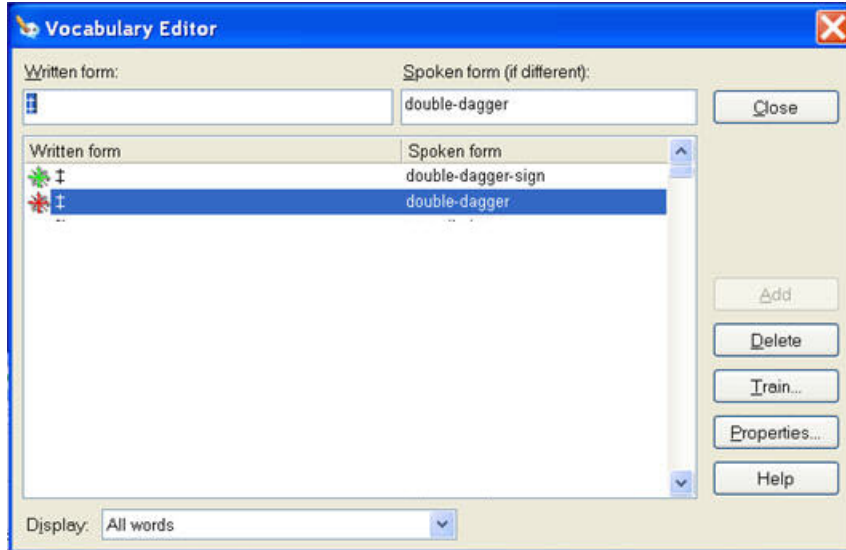 Vocabulary Editor
Written form: Spoken form (if different):
‡ double-dagger Close
Written form Spoken form
‡ double-dagger-sign
‡ double-dagger
Add
Delete
Train...
Properties...
Help
Display: All words